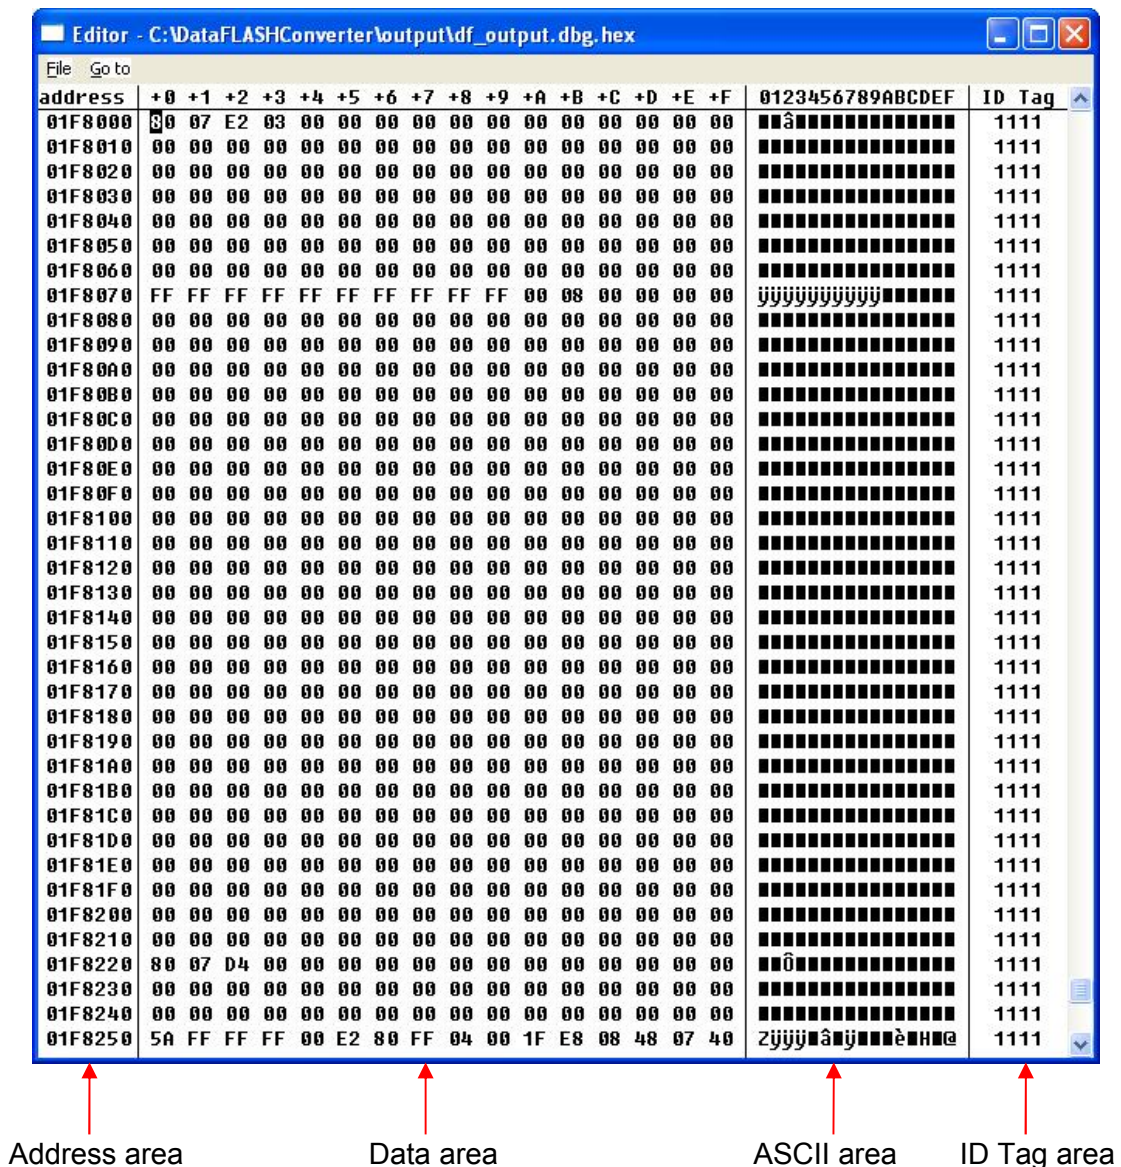 Editor - C:\DataFLASHConverter\output\df_output.dbg.hex
File Go to
address +0 +1 +2 +3 +4 +5 +6 +7 +8 +9 +A +B +C +D +E +F 0123456789ABCDEF ID Tag
01F8000 80 07 E2 03 00 00 00 00 00 00 00 00 00 00 00 00 ■■â■■■■■■■■■■■■■ 1111
01F8010 00 00 00 00 00 00 00 00 00 00 00 00 00 00 00 00 ■■■■■■■■■■■■■■■■ 1111
01F8020 00 00 00 00 00 00 00 00 00 00 00 00 00 00 00 00 ■■■■■■■■■■■■■■■■ 1111
01F8030 00 00 00 00 00 00 00 00 00 00 00 00 00 00 00 00 ■■■■■■■■■■■■■■■■ 1111
01F8040 00 00 00 00 00 00 00 00 00 00 00 00 00 00 00 00 ■■■■■■■■■■■■■■■■ 1111
01F8050 00 00 00 00 00 00 00 00 00 00 00 00 00 00 00 00 ■■■■■■■■■■■■■■■■ 1111
01F8060 00 00 00 00 00 00 00 00 00 00 00 00 00 00 00 00 ■■■■■■■■■■■■■■■■ 1111
01F8070 FF FF FF FF FF FF FF FF FF FF 00 08 00 00 00 00 ÿÿÿÿÿÿÿÿÿÿ■■■■■■ 1111
01F8080 00 00 00 00 00 00 00 00 00 00 00 00 00 00 00 00 ■■■■■■■■■■■■■■■■ 1111
01F8090 00 00 00 00 00 00 00 00 00 00 00 00 00 00 00 00 ■■■■■■■■■■■■■■■■ 1111
01F80A0 00 00 00 00 00 00 00 00 00 00 00 00 00 00 00 00 ■■■■■■■■■■■■■■■■ 1111
01F80B0 00 00 00 00 00 00 00 00 00 00 00 00 00 00 00 00 ■■■■■■■■■■■■■■■■ 1111
01F80C0 00 00 00 00 00 00 00 00 00 00 00 00 00 00 00 00 ■■■■■■■■■■■■■■■■ 1111
01F80D0 00 00 00 00 00 00 00 00 00 00 00 00 00 00 00 00 ■■■■■■■■■■■■■■■■ 1111
01F80E0 00 00 00 00 00 00 00 00 00 00 00 00 00 00 00 00 ■■■■■■■■■■■■■■■■ 1111
01F80F0 00 00 00 00 00 00 00 00 00 00 00 00 00 00 00 00 ■■■■■■■■■■■■■■■■ 1111
01F8100 00 00 00 00 00 00 00 00 00 00 00 00 00 00 00 00 ■■■■■■■■■■■■■■■■ 1111
01F8110 00 00 00 00 00 00 00 00 00 00 00 00 00 00 00 00 ■■■■■■■■■■■■■■■■ 1111
01F8120 00 00 00 00 00 00 00 00 00 00 00 00 00 00 00 00 ■■■■■■■■■■■■■■■■ 1111
01F8130 00 00 00 00 00 00 00 00 00 00 00 00 00 00 00 00 ■■■■■■■■■■■■■■■■ 1111
01F8140 00 00 00 00 00 00 00 00 00 00 00 00 00 00 00 00 ■■■■■■■■■■■■■■■■ 1111
01F8150 00 00 00 00 00 00 00 00 00 00 00 00 00 00 00 00 ■■■■■■■■■■■■■■■■ 1111
01F8160 00 00 00 00 00 00 00 00 00 00 00 00 00 00 00 00 ■■■■■■■■■■■■■■■■ 1111
01F8170 00 00 00 00 00 00 00 00 00 00 00 00 00 00 00 00 ■■■■■■■■■■■■■■■■ 1111
01F8180 00 00 00 00 00 00 00 00 00 00 00 00 00 00 00 00 ■■■■■■■■■■■■■■■■ 1111
01F8190 00 00 00 00 00 00 00 00 00 00 00 00 00 00 00 00 ■■■■■■■■■■■■■■■■ 1111
01F81A0 00 00 00 00 00 00 00 00 00 00 00 00 00 00 00 00 ■■■■■■■■■■■■■■■■ 1111
01F81B0 00 00 00 00 00 00 00 00 00 00 00 00 00 00 00 00 ■■■■■■■■■■■■■■■■ 1111
01F81C0 00 00 00 00 00 00 00 00 00 00 00 00 00 00 00 00 ■■■■■■■■■■■■■■■■ 1111
01F81D0 00 00 00 00 00 00 00 00 00 00 00 00 00 00 00 00 ■■■■■■■■■■■■■■■■ 1111
01F81E0 00 00 00 00 00 00 00 00 00 00 00 00 00 00 00 00 ■■■■■■■■■■■■■■■■ 1111
01F81F0 00 00 00 00 00 00 00 00 00 00 00 00 00 00 00 00 ■■■■■■■■■■■■■■■■ 1111
01F8200 00 00 00 00 00 00 00 00 00 00 00 00 00 00 00 00 ■■■■■■■■■■■■■■■■ 1111
01F8210 00 00 00 00 00 00 00 00 00 00 00 00 00 00 00 00 ■■■■■■■■■■■■■■■■ 1111
01F8220 80 07 D4 00 00 00 00 00 00 00 00 00 00 00 00 00 ■■Ô■■■■■■■■■■■■■ 1111
01F8230 00 00 00 00 00 00 00 00 00 00 00 00 00 00 00 00 ■■■■■■■■■■■■■■■■ 1111
01F8240 00 00 00 00 00 00 00 00 00 00 00 00 00 00 00 00 ■■■■■■■■■■■■■■■■ 1111
01F8250 5A FF FF FF 00 E2 80 FF 04 00 1F E8 08 48 07 40 Zÿÿÿ■â■ÿ■■■è■H■@ 1111
Address area Data area ASCII area ID Tag area